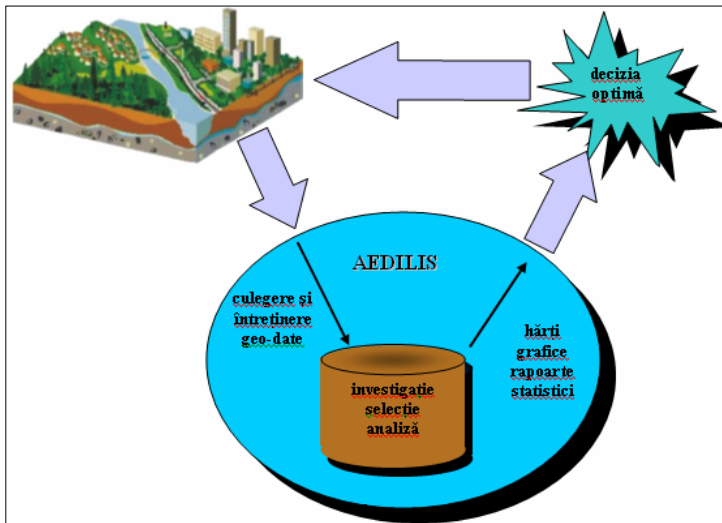 decizia
optimă
AEDILIS
culegere și
întreținere
geo-date
investigație
selecție
analiză
hărți
grafice
rapoarte
statistici